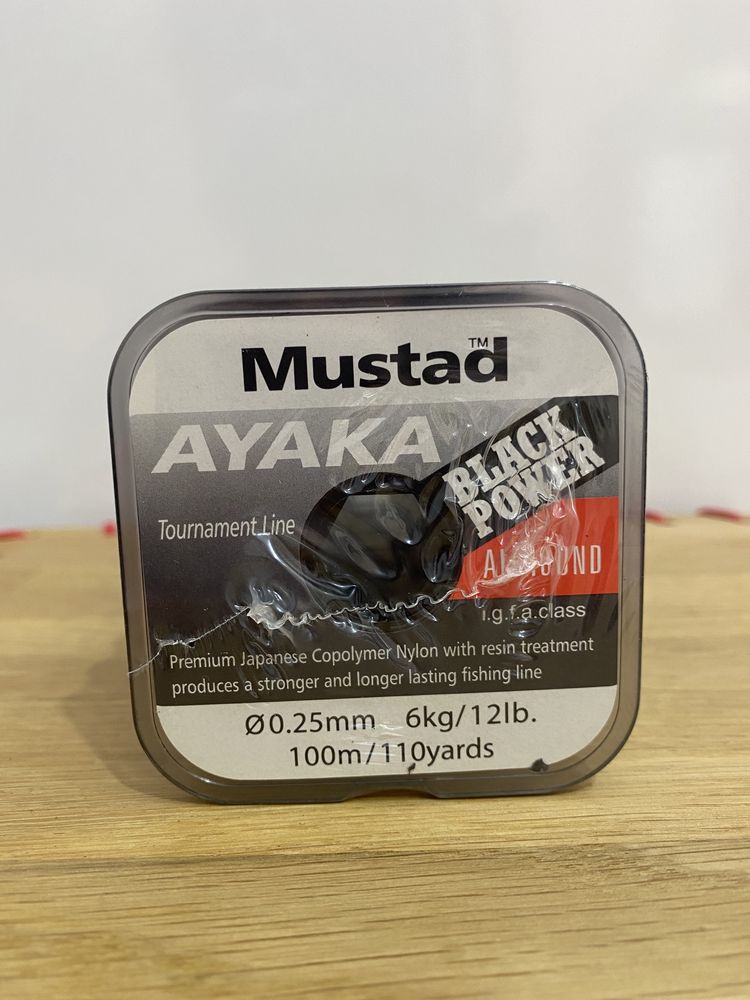 Mustad™
AYAKA
BLACK
POWER
Tournament Line
ALLROUND
i.g.f.a.class
Premium Japanese Copolymer Nylon with resin treatment
produces a stronger and longer lasting fishing line
Ø0.25mm 6kg/12lb.
100m/110yards